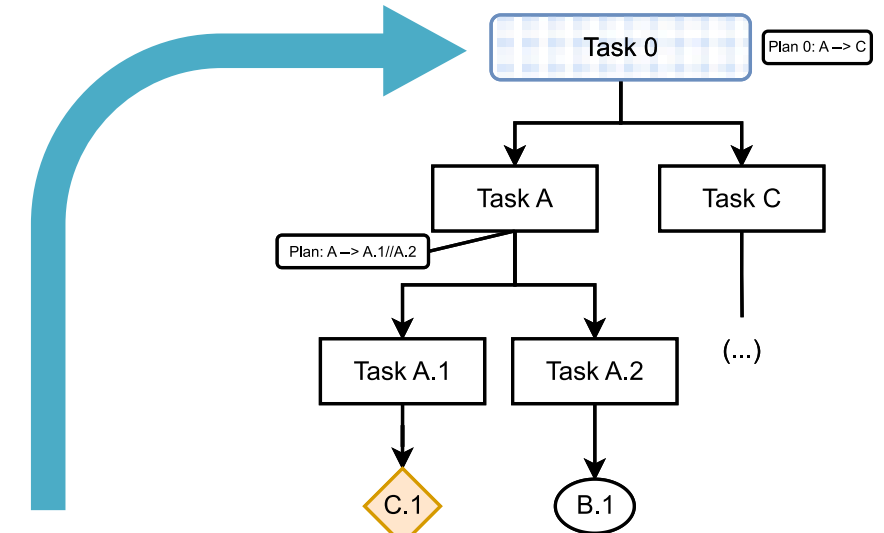 Task 0
Plan 0: A —> C
Task A
Task C
Plan: A —> A.1//A.2
Task A.1
Task A.2
(...)
C.1
B.1